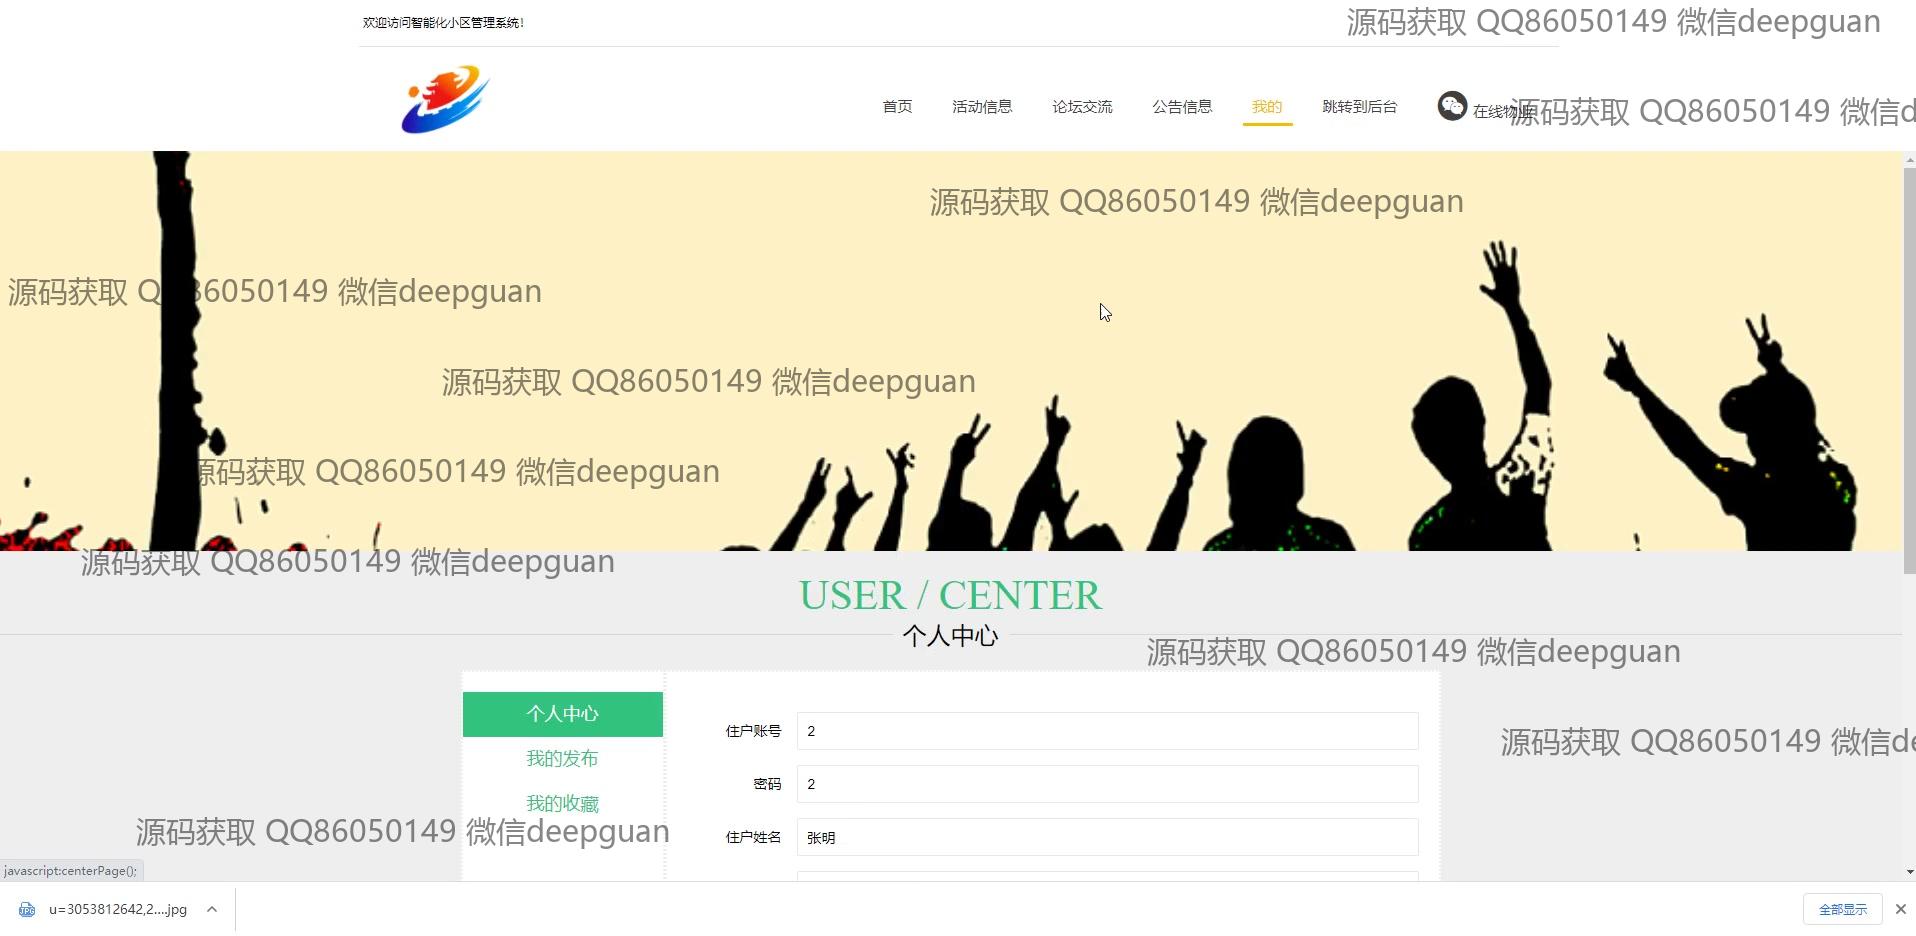 欢迎访问智能化小区管理系统!
源码获取 QQ86050149 微信deepguan
首页 活动信息 论坛交流 公告信息 我的 跳转到后台 在线物业
源码获取 QQ86050149 微信d
源码获取 QQ86050149 微信deepguan
源码获取 QQ86050149 微信deepguan
源码获取 QQ86050149 微信deepguan
源码获取 QQ86050149 微信deepguan
源码获取 QQ86050149 微信deepguan
USER / CENTER
个人中心
源码获取 QQ86050149 微信deepguan
个人中心
住户账号 2
源码获取 QQ86050149 微信de
我的发布
密码 2
我的收藏
源码获取 QQ86050149 微信deepguan
住户姓名 张明
javascript:centerPage();
u=3053812642,2....jpg
全部显示